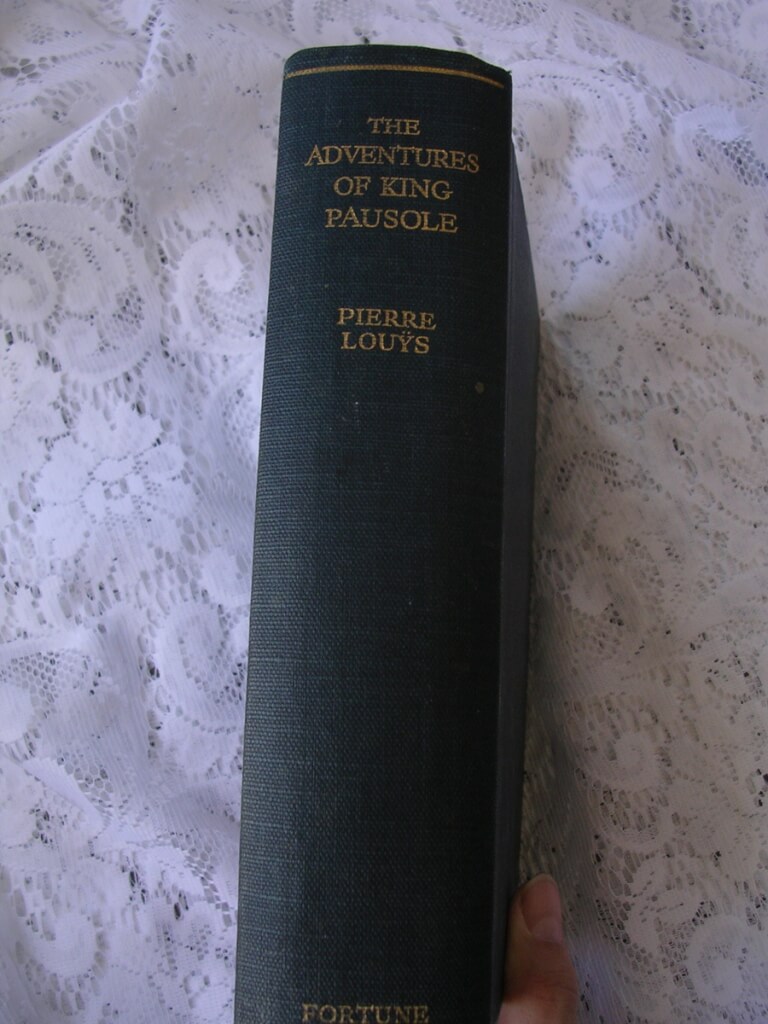 THE
ADVENTURES
OF KING
PAUSOLE
PIERRE
LOUŸS
FORTUNE